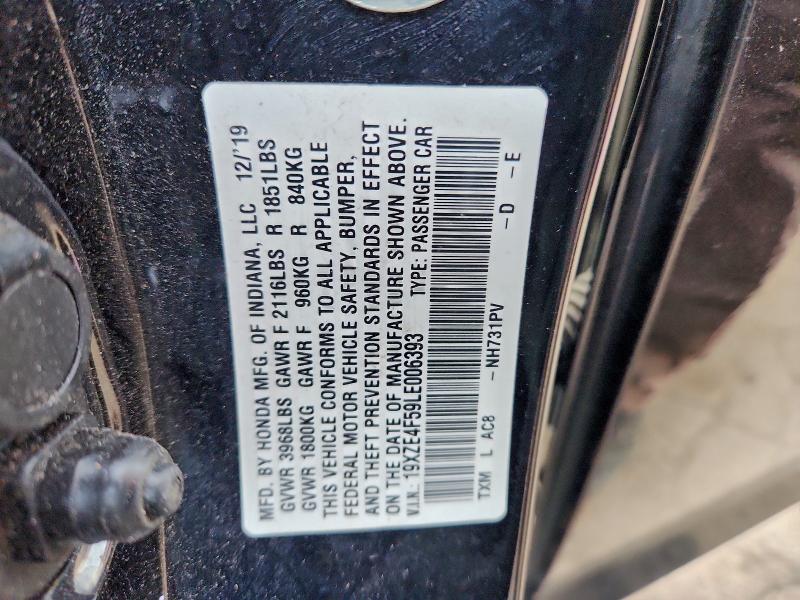 MFD. BY HONDA MFG. OF INDIANA, LLC 12/'19
GVWR 3968LBS GAWR F 2116LBS R 1851LBS
GVWR 1800KG GAWR F 960KG R 840KG
THIS VEHICLE CONFORMS TO ALL APPLICABLE
FEDERAL MOTOR VEHICLE SAFETY, BUMPER,
AND THEFT PREVENTION STANDARDS IN EFFECT
ON THE DATE OF MANUFACTURE SHOWN ABOVE.
V.I.N.: 19XZE4F59LE006393 TYPE: PASSENGER CAR
TXM L AC8 -NH731PV -D -E